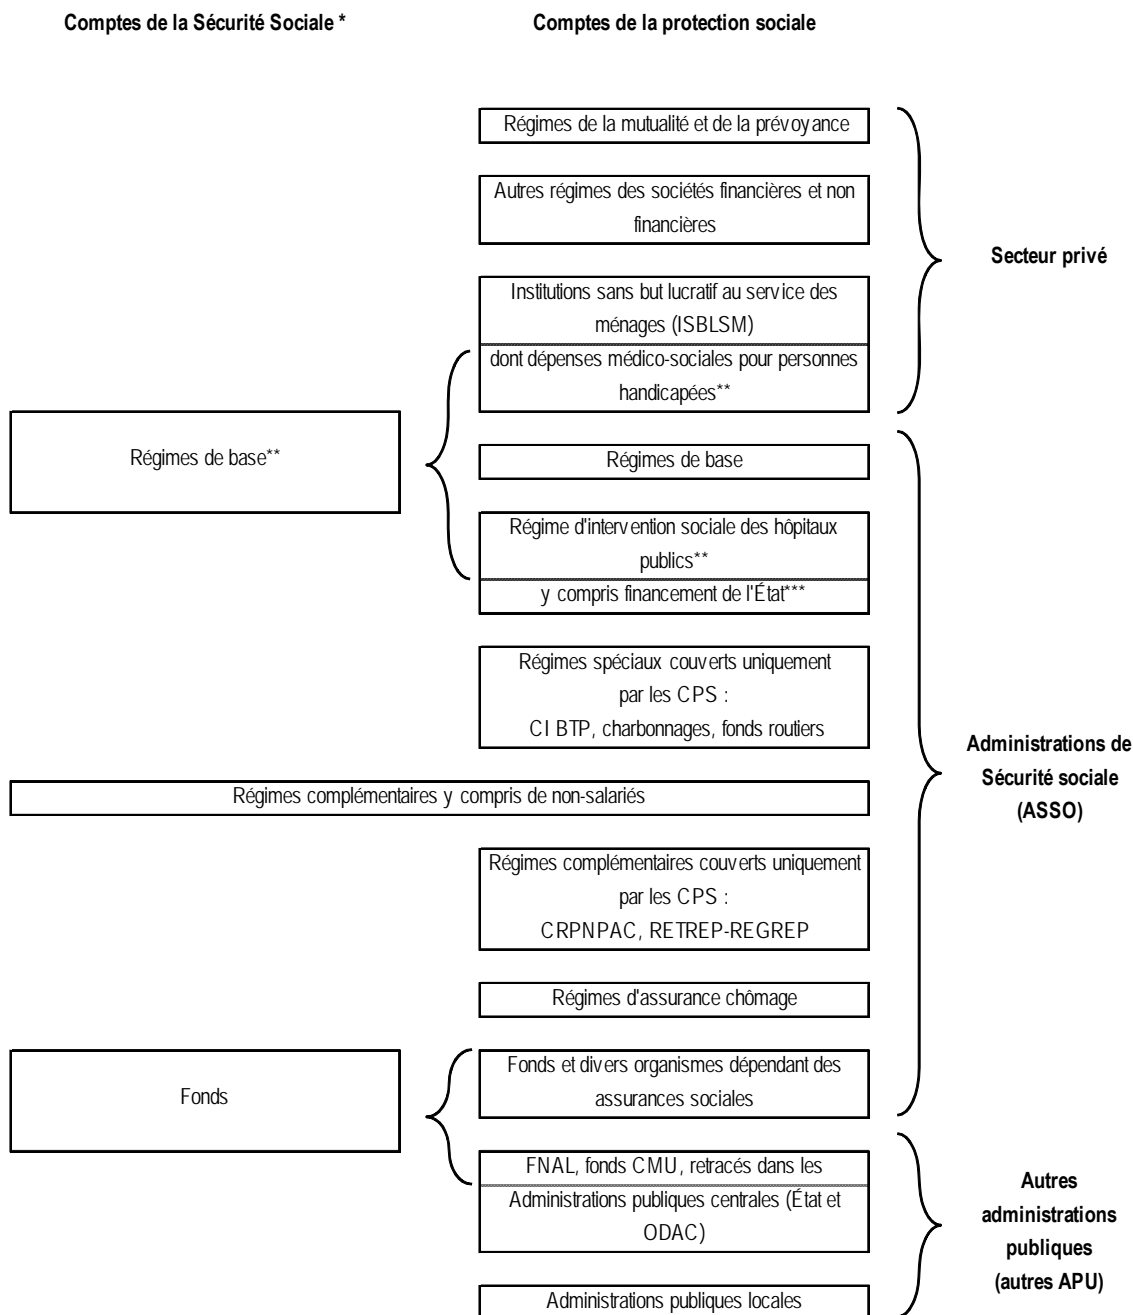 Comptes de la Sécurité Sociale *
Comptes de la protection sociale
Régimes de la mutualité et de la prévoyance
Autres régimes des sociétés financières et non
financières
Secteur privé
Institutions sans but lucratif au service des
ménages (ISBLSM)
dont dépenses médico-sociales pour personnes
handicapées**
Régimes de base**
Régimes de base
Régime d'intervention sociale des hôpitaux
publics**
y compris financement de l'État***
Régimes spéciaux couverts uniquement
par les CPS :
CI BTP, charbonnages, fonds routiers
Administrations de
Sécurité sociale
(ASSO)
Régimes complémentaires y compris de non-salariés
Régimes complémentaires couverts uniquement
par les CPS :
CRPNPAC, RETREP-REGREP
Régimes d'assurance chômage
Fonds
Fonds et divers organismes dépendant des
assurances sociales
FNAL, fonds CMU, retracés dans les
Administrations publiques centrales (État et
ODAC)
Autres
administrations
publiques
(autres APU)
Administrations publiques locales